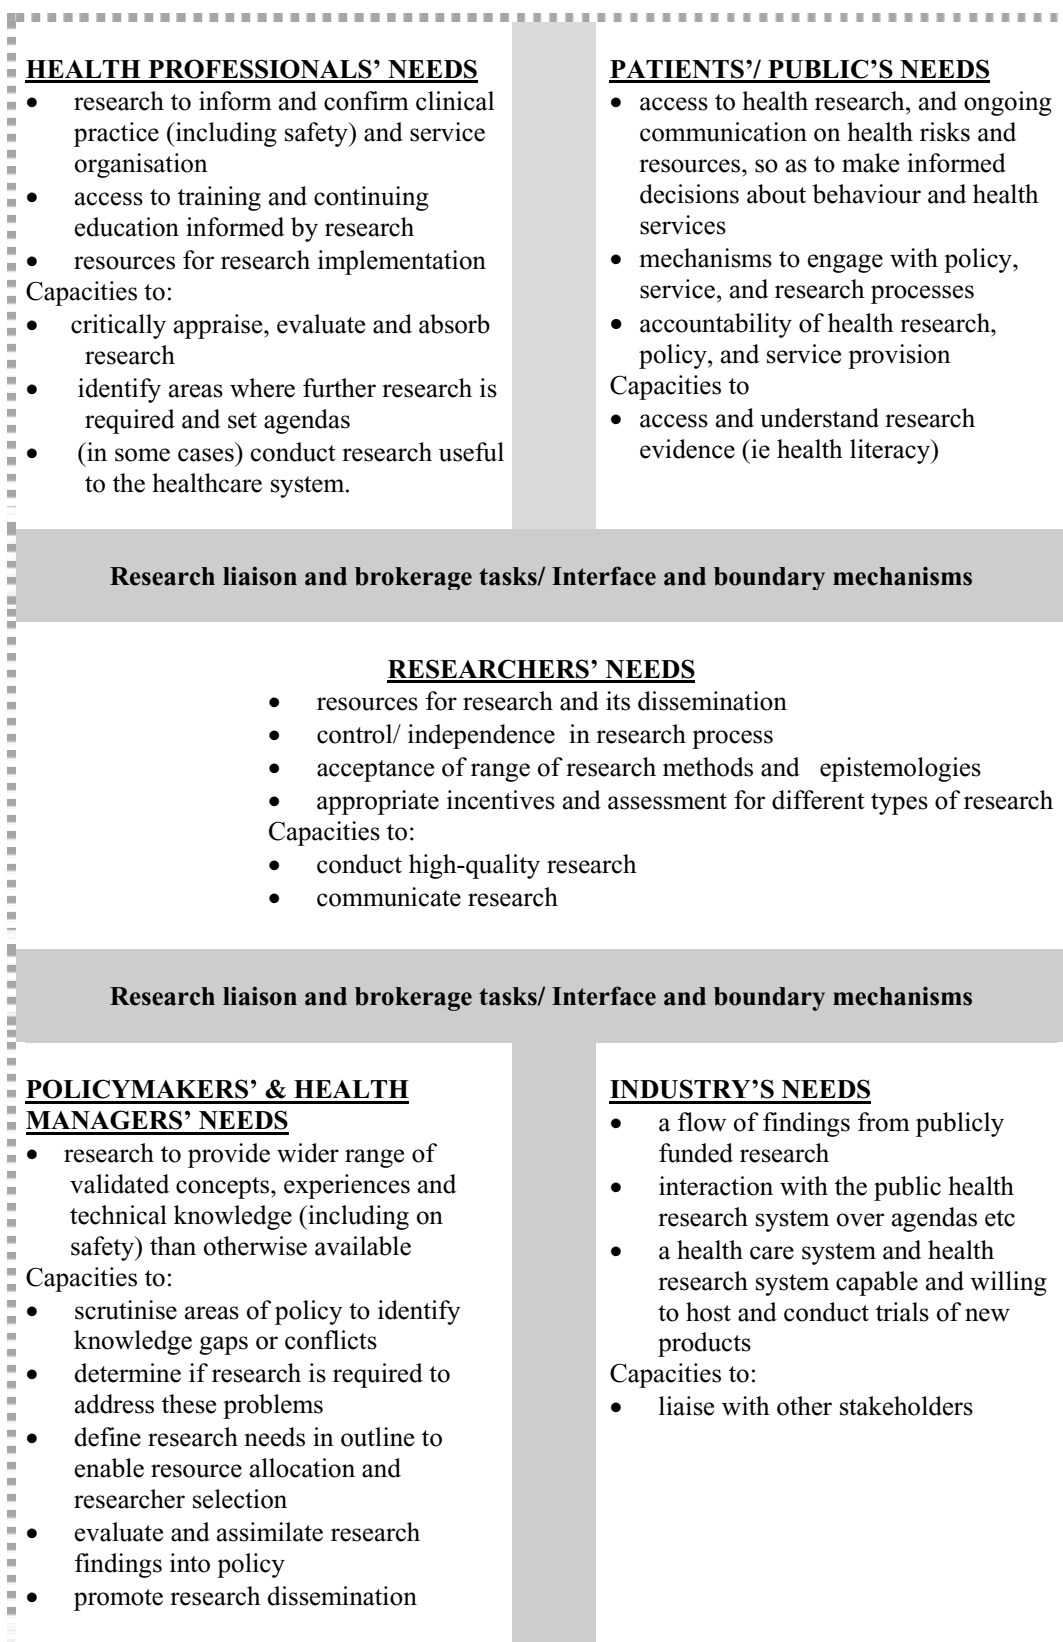 HEALTH PROFESSIONALS' NEEDS
• research to inform and confirm clinical
practice (including safety) and service
organisation
• access to training and continuing
education informed by research
• resources for research implementation
Capacities to:
• critically appraise, evaluate and absorb
research
• identify areas where further research is
required and set agendas
• (in some cases) conduct research useful
to the healthcare system.
PATIENTS'/ PUBLIC'S NEEDS
• access to health research, and ongoing
communication on health risks and
resources, so as to make informed
decisions about behaviour and health
services
• mechanisms to engage with policy,
service, and research processes
• accountability of health research,
policy, and service provision
Capacities to
• access and understand research
evidence (ie health literacy)
Research liaison and brokerage tasks/ Interface and boundary mechanisms
RESEARCHERS' NEEDS
• resources for research and its dissemination
• control/ independence in research process
• acceptance of range of research methods and epistemologies
• appropriate incentives and assessment for different types of research
Capacities to:
• conduct high-quality research
• communicate research
Research liaison and brokerage tasks/ Interface and boundary mechanisms
POLICYMAKERS' & HEALTH
MANAGERS' NEEDS
• research to provide wider range of
validated concepts, experiences and
technical knowledge (including on
safety) than otherwise available
Capacities to:
• scrutinise areas of policy to identify
knowledge gaps or conflicts
• determine if research is required to
address these problems
• define research needs in outline to
enable resource allocation and
researcher selection
• evaluate and assimilate research
findings into policy
• promote research dissemination
INDUSTRY'S NEEDS
• a flow of findings from publicly
funded research
• interaction with the public health
research system over agendas etc
• a health care system and health
research system capable and willing
to host and conduct trials of new
products
Capacities to:
• liaise with other stakeholders